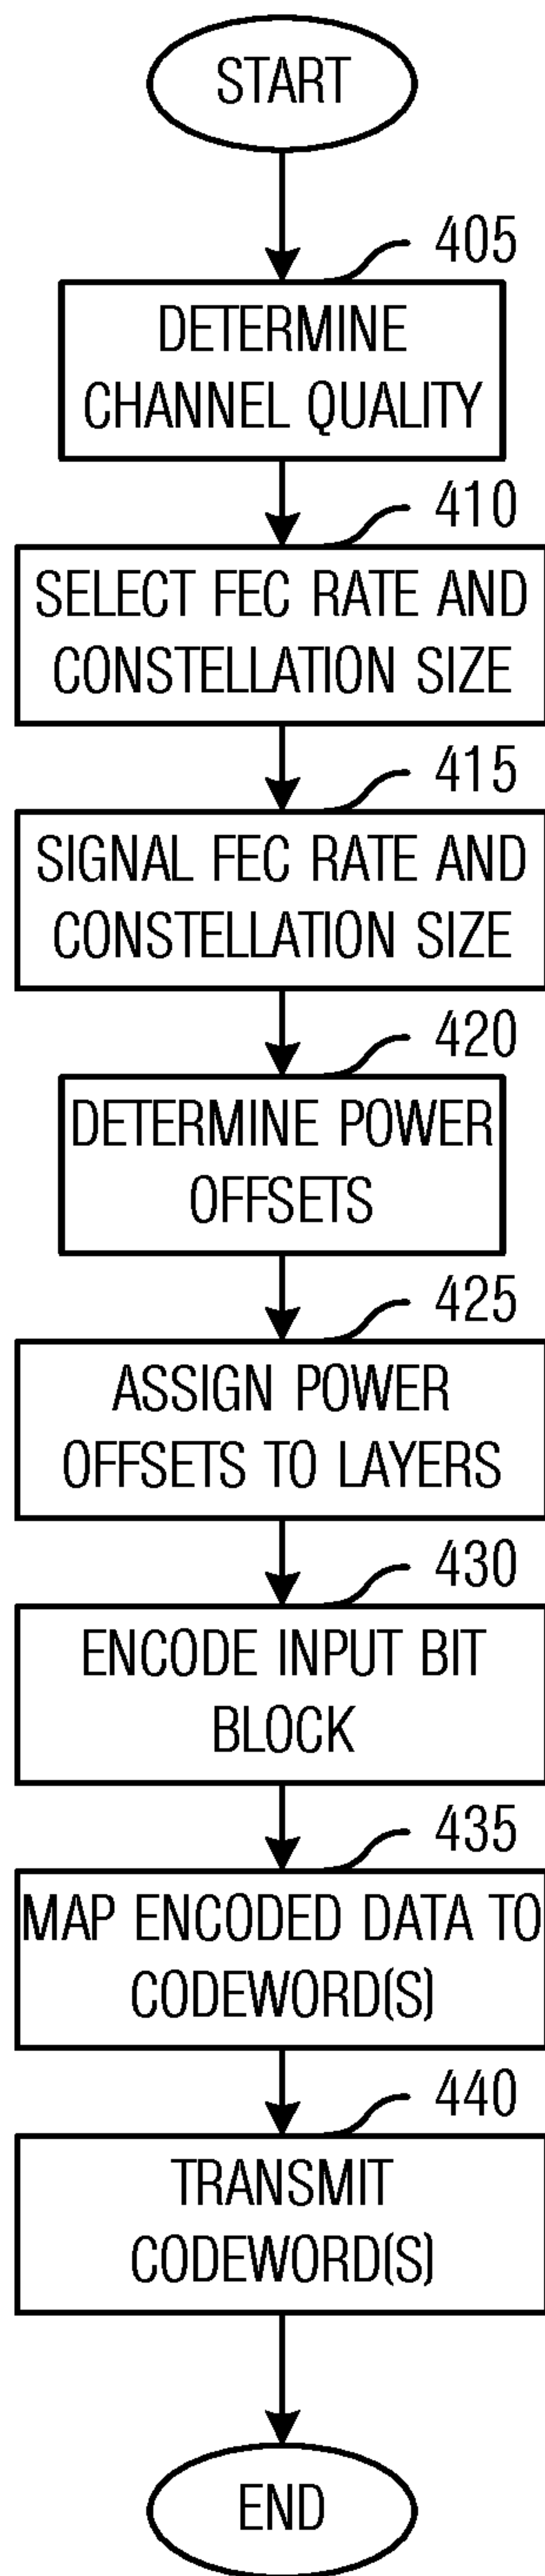 START
405
DETERMINE
CHANNEL QUALITY
410
SELECT FEC RATE AND
CONSTELLATION SIZE
415
SIGNAL FEC RATE AND
CONSTELLATION SIZE
420
DETERMINE POWER
OFFSETS
425
ASSIGN POWER
OFFSETS TO LAYERS
430
ENCODE INPUT BIT
BLOCK
435
MAP ENCODED DATA TO
CODEWORD(S)
440
TRANSMIT
CODEWORD(S)
END